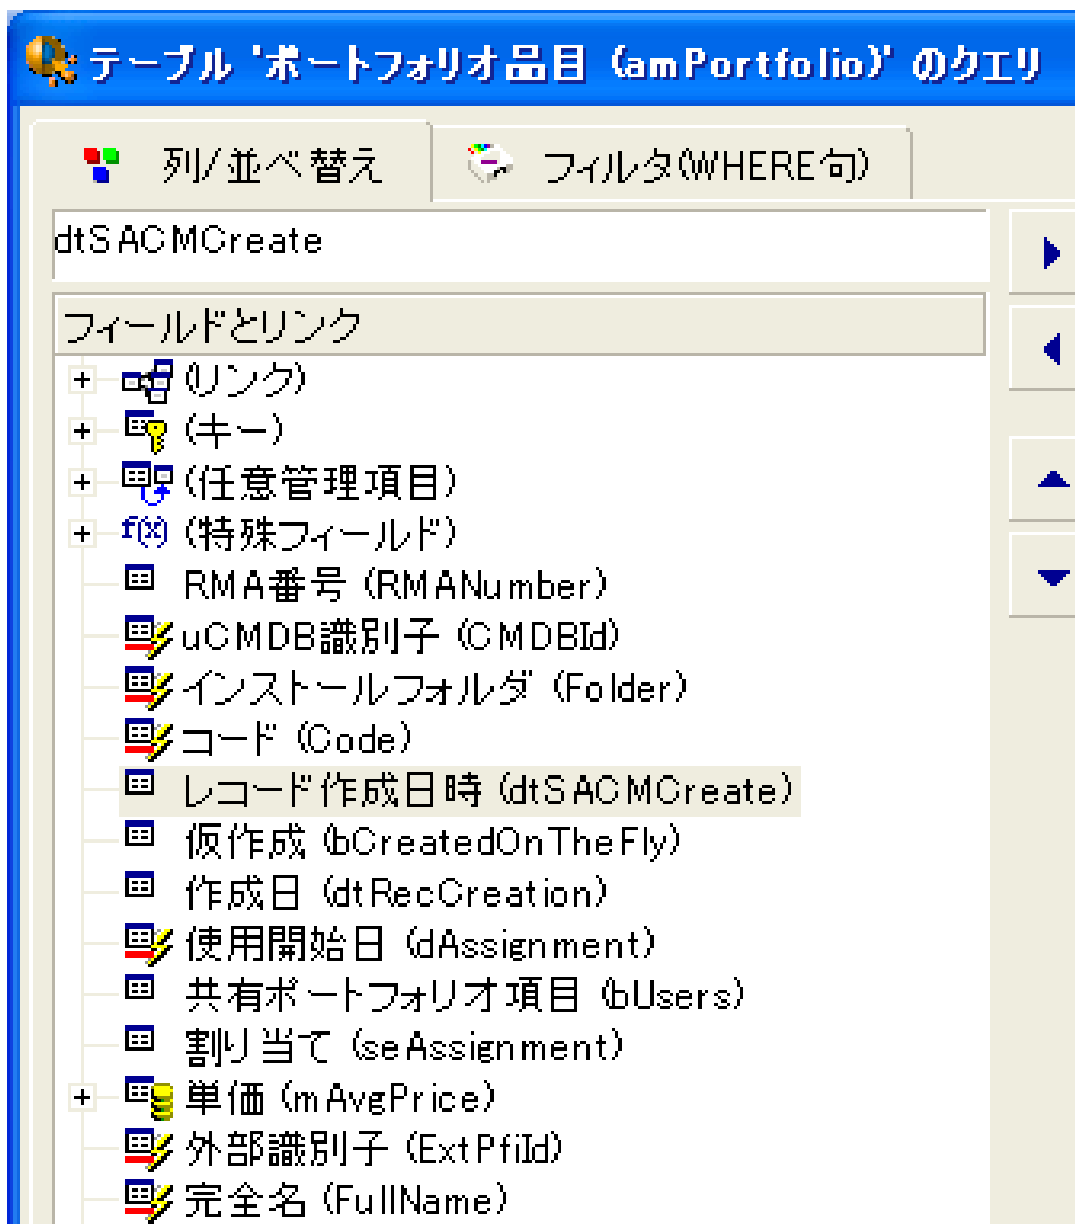 テーブル 'ポートフォリオ品目 (amPortfolio)' のクエリ
列/並べ替え フィルタ(WHERE句)
dtSACMCreate
フィールドとリンク
(リンク)
(キー)
(任意管理項目)
f(x) (特殊フィールド)
RMA番号 (RMANumber)
uCMDB識別子 (CMDBId)
インストールフォルダ (Folder)
コード (Code)
レコード作成日時 (dtSACMCreate)
仮作成 (bCreatedOnTheFly)
作成日 (dtRecCreation)
使用開始日 (dAssignment)
共有ポートフォリオ項目 (bUsers)
割り当て (seAssignment)
単価 (mAvgPrice)
外部識別子 (ExtPfiId)
完全名 (FullName)